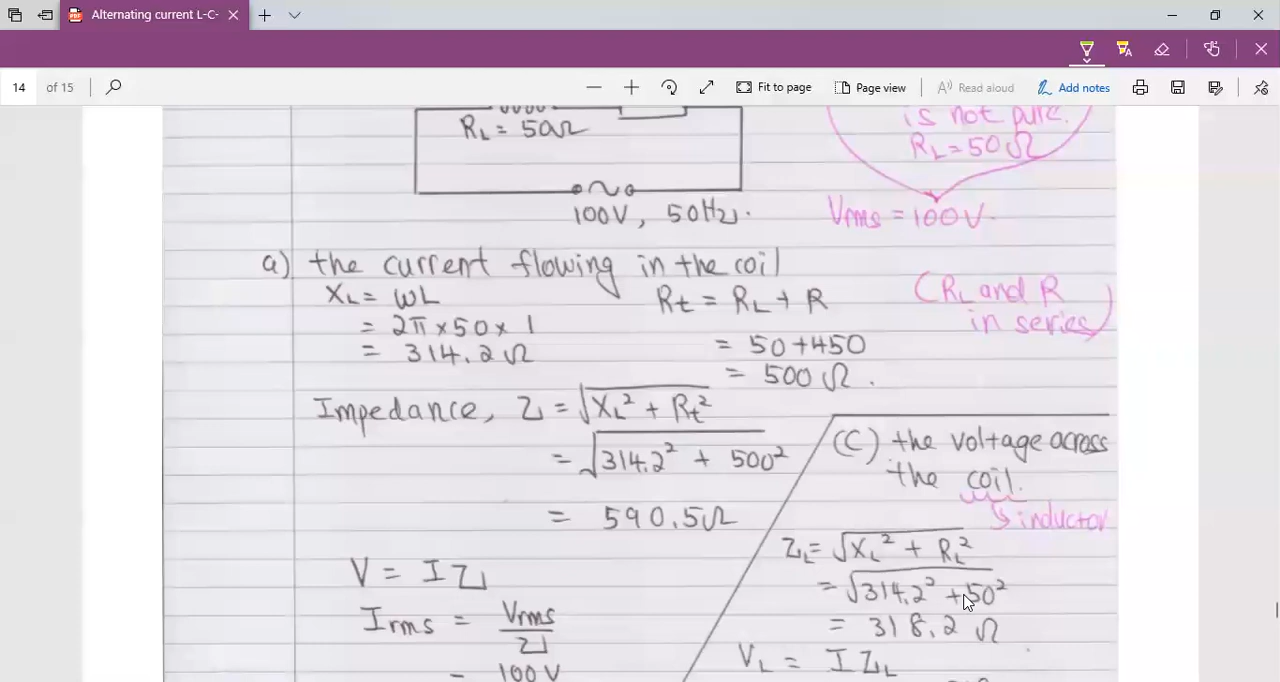 Alternating current L-C-
14 of 15
Fit to page
Page view
Read aloud
Add notes
RL = 50Ω
is not pure.
RL = 50Ω
100V, 50Hz.
Vrms = 100V.
a) the current flowing in the coil
XL = ωL
= 2π × 50 × 1
= 314.2 Ω
Rt = RL + R
= 50 + 450
= 500 Ω.
(RL and R
in series)
Impedance, Z = √XL² + Rt²
= √314.2² + 500²
= 590.5Ω
V = IZ
Irms = Vrms
Z
= 100V
(C) the voltage across
the coil.
↳ inductor
ZL = √XL² + RL²
= √314.2² + 50²
= 318.2 Ω
VL = IZL